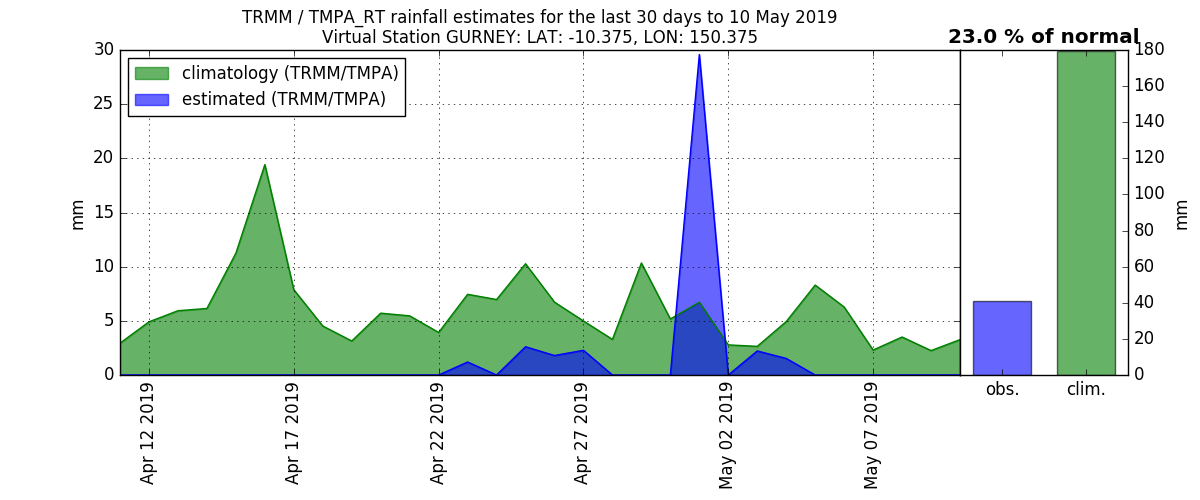 TRMM / TMPA_RT rainfall estimates for the last 30 days to 10 May 2019
Virtual Station GURNEY: LAT: -10.375, LON: 150.375
23.0 % of normal
climatology (TRMM/TMPA)
estimated (TRMM/TMPA)
30
25
20
15
10
5
0
mm
Apr 12 2019
Apr 17 2019
Apr 22 2019
Apr 27 2019
May 02 2019
May 07 2019
180
160
140
120
100
80
60
40
20
0
mm
obs.
clim.